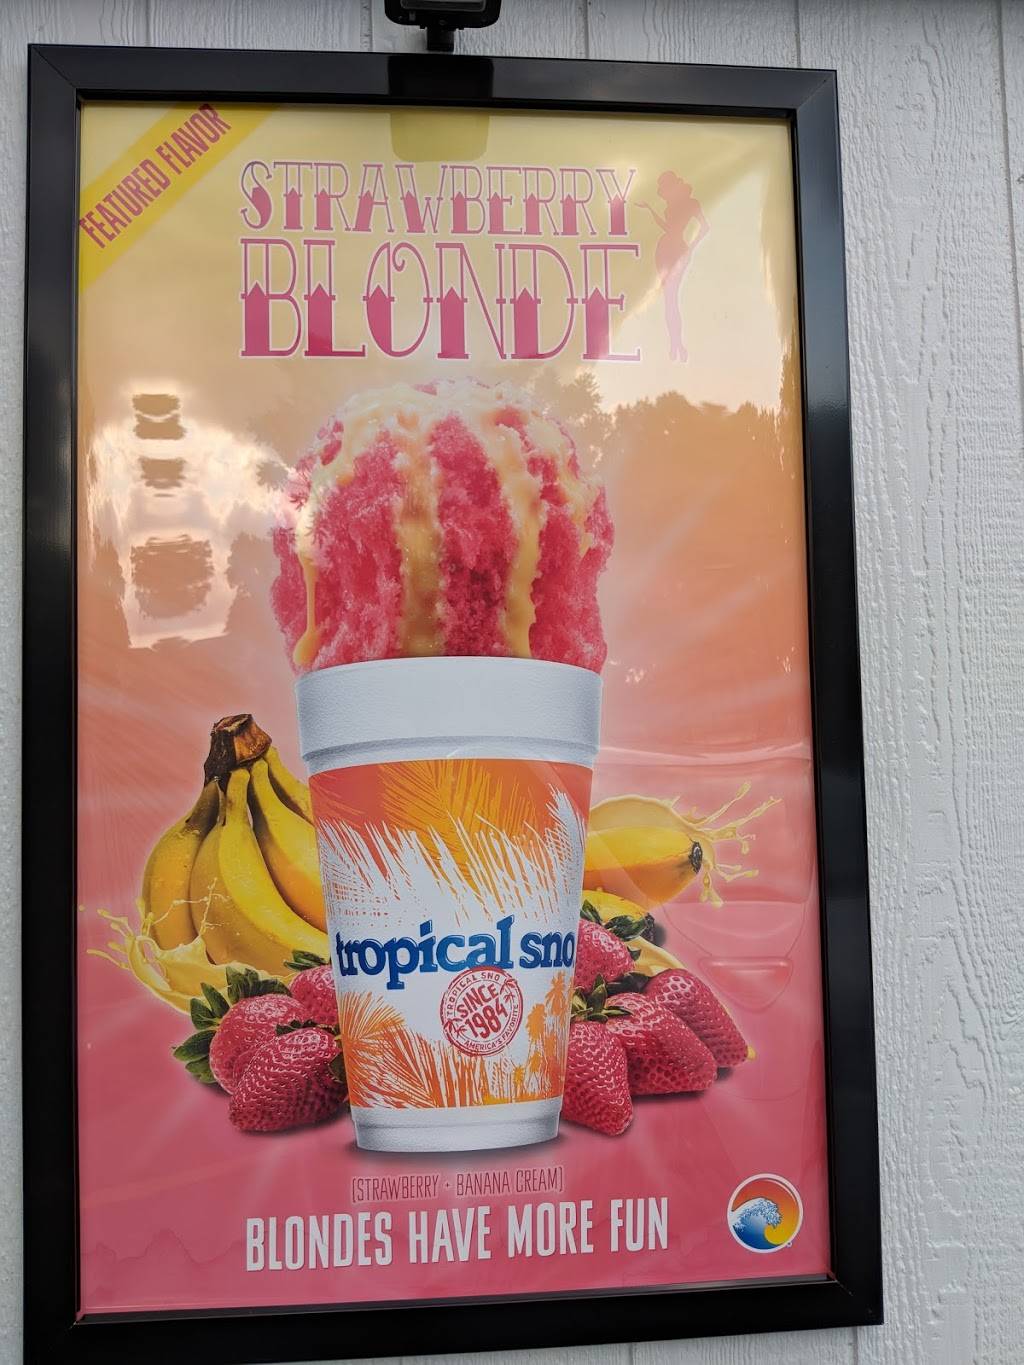 FEATURED FLAVOR
STRAWBERRY
BLONDE
tropical sno
TROPICAL SNO
SINCE
1984
AMERICA'S FAVORITE
(STRAWBERRY + BANANA CREAM)
BLONDES HAVE MORE FUN